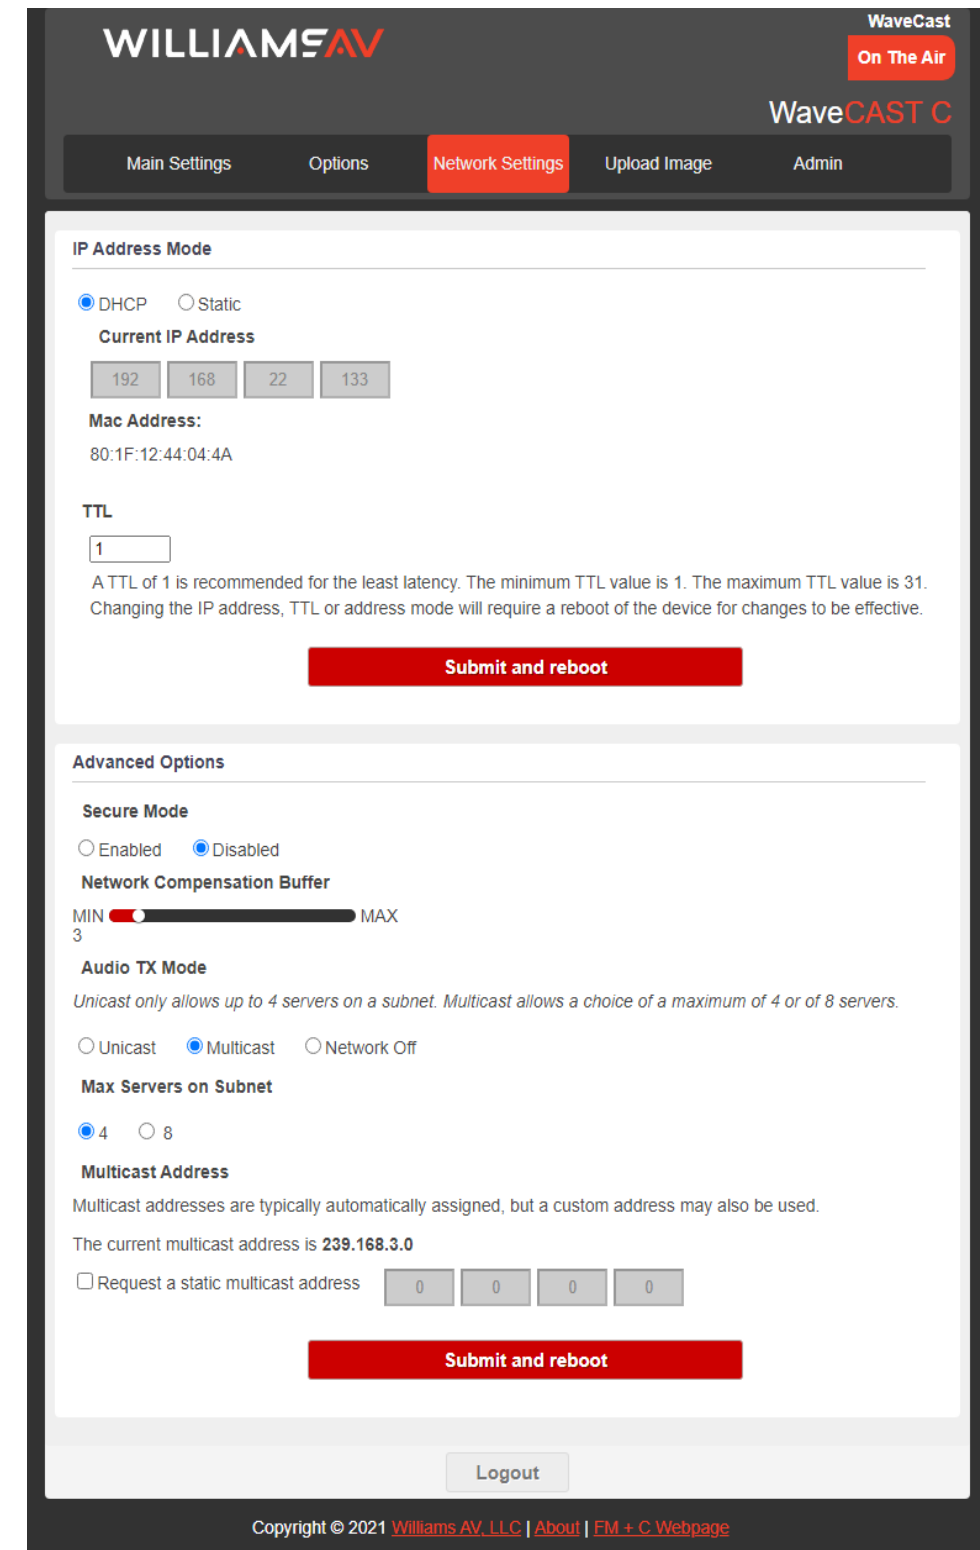 WILLIAMS AV
WaveCast
On The Air
WaveCAST C
Main Settings Options Network Settings Upload Image Admin
IP Address Mode
DHCP Static
Current IP Address
192 168 22 133
Mac Address:
80:1F:12:44:04:4A
TTL
1
A TTL of 1 is recommended for the least latency. The minimum TTL value is 1. The maximum TTL value is 31.
Changing the IP address, TTL or address mode will require a reboot of the device for changes to be effective.
Submit and reboot
Advanced Options
Secure Mode
Enabled Disabled
Network Compensation Buffer
MIN MAX
3
Audio TX Mode
Unicast only allows up to 4 servers on a subnet. Multicast allows a choice of a maximum of 4 or of 8 servers.
Unicast Multicast Network Off
Max Servers on Subnet
4 8
Multicast Address
Multicast addresses are typically automatically assigned, but a custom address may also be used.
The current multicast address is 239.168.3.0
Request a static multicast address 0 0 0 0
Submit and reboot
Logout
Copyright © 2021 Williams AV, LLC | About | FM + C Webpage